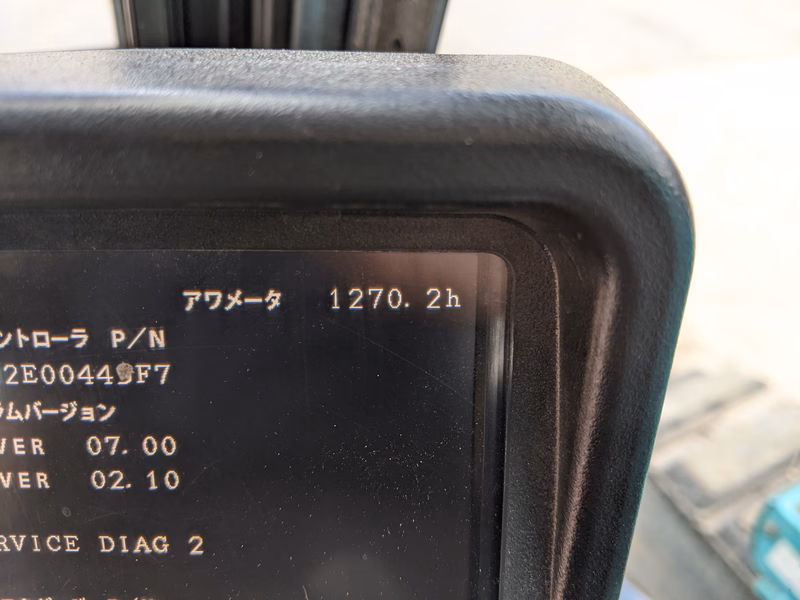 アワメータ 1270.2h
ントローラ P/N
ラムバージョン
VER 07.00
VER 02.10
RVICE DIAG 2